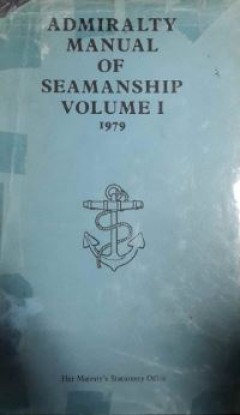 ADMIRALTY
MANUAL
OF
SEAMANSHIP
VOLUME I
1979
Her Majesty's Stationery Office